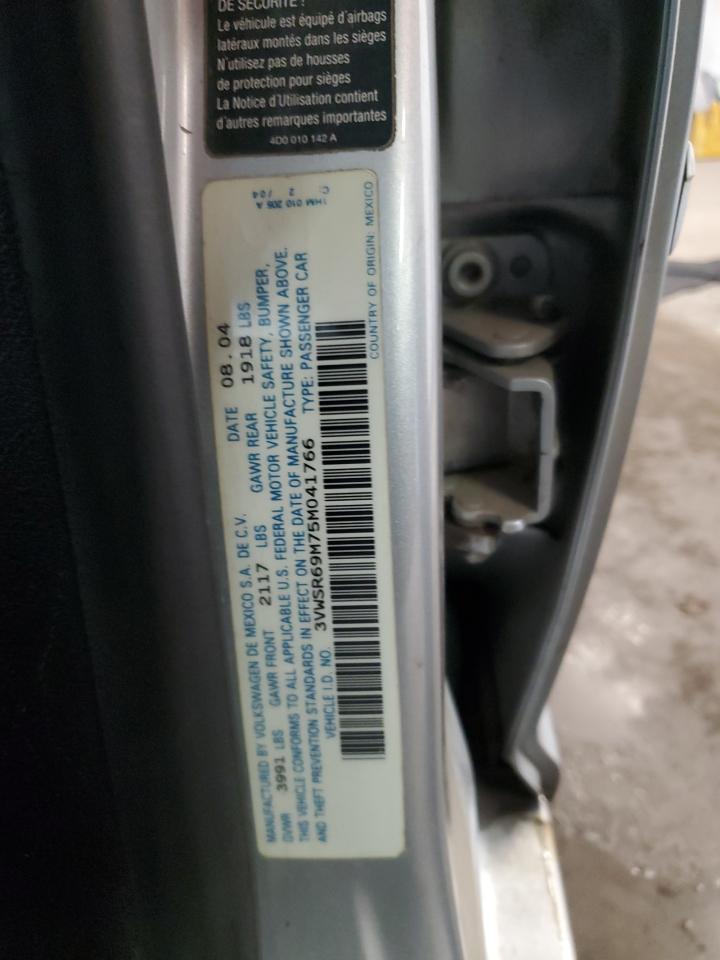 DE SÉCURITÉ!
Le véhicule est équipé d'airbags
latéraux montés dans les sièges
N'utilisez pas de housses
de protection pour sièges
La Notice d'Utilisation contient
d'autres remarques importantes
4D0 010 142 A
1HM 010 205 A
C: 2 /04
MANUFACTURED BY VOLKSWAGEN DE MEXICO S.A. DE C.V. DATE 08.04
GVWR 3991 LBS GAWR FRONT 2117 LBS GAWR REAR 1918 LBS
THIS VEHICLE CONFORMS TO ALL APPLICABLE U.S. FEDERAL MOTOR VEHICLE SAFETY, BUMPER,
AND THEFT PREVENTION STANDARDS IN EFFECT ON THE DATE OF MANUFACTURE SHOWN ABOVE.
VEHICLE I.D. NO. 3VWSR69M75M041766 TYPE: PASSENGER CAR
COUNTRY OF ORIGIN: MEXICO